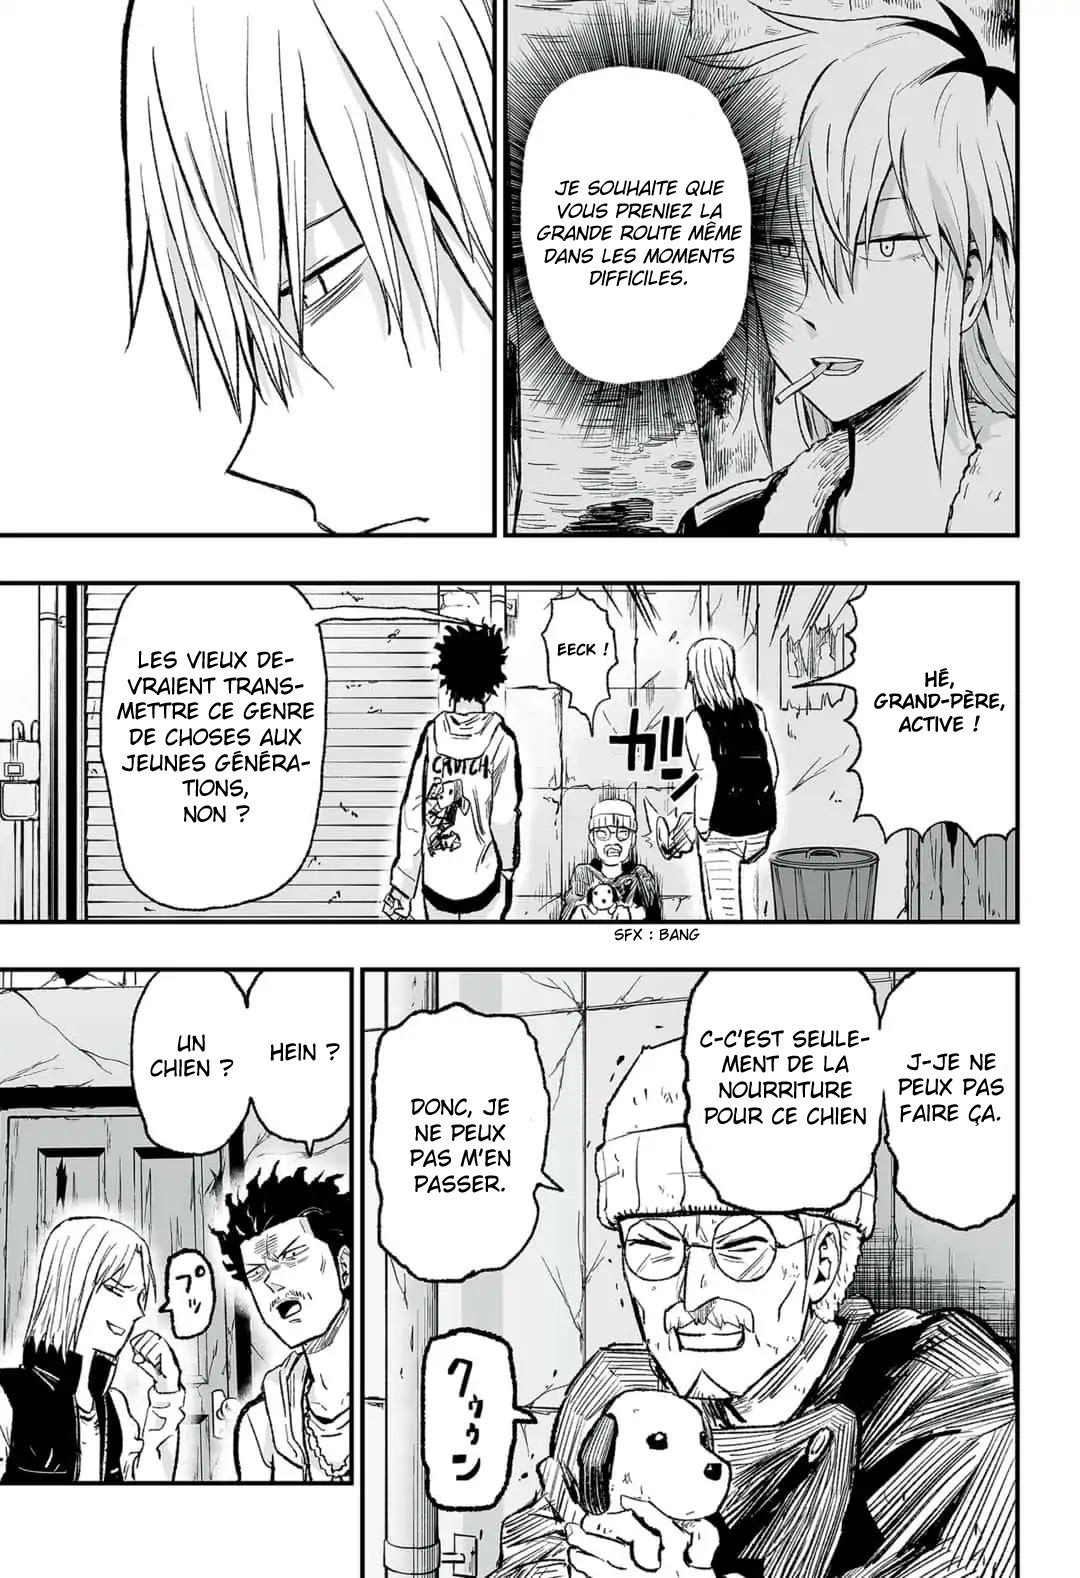 JE SOUHAITE QUE
VOUS PRENIEZ LA
GRANDE ROUTE MÊME
DANS LES MOMENTS
DIFFICILES.
HÉ,
GRAND-PÈRE,
ACTIVE !
EECK !
ガ!!
CRUTCH
LES VIEUX DE-
VRAIENT TRANS-
METTRE CE GENRE
DE CHOSES AUX
JEUNES GÉNÉRA-
TIONS,
NON ?
SFX : BANG
J-JE NE
PEUX PAS
FAIRE ÇA.
C-C'EST SEULE-
MENT DE LA
NOURRITURE
POUR CE CHIEN
DONC, JE
NE PEUX
PAS M'EN
PASSER.
クゥゥン
HEIN ?
UN
CHIEN ?
プッ